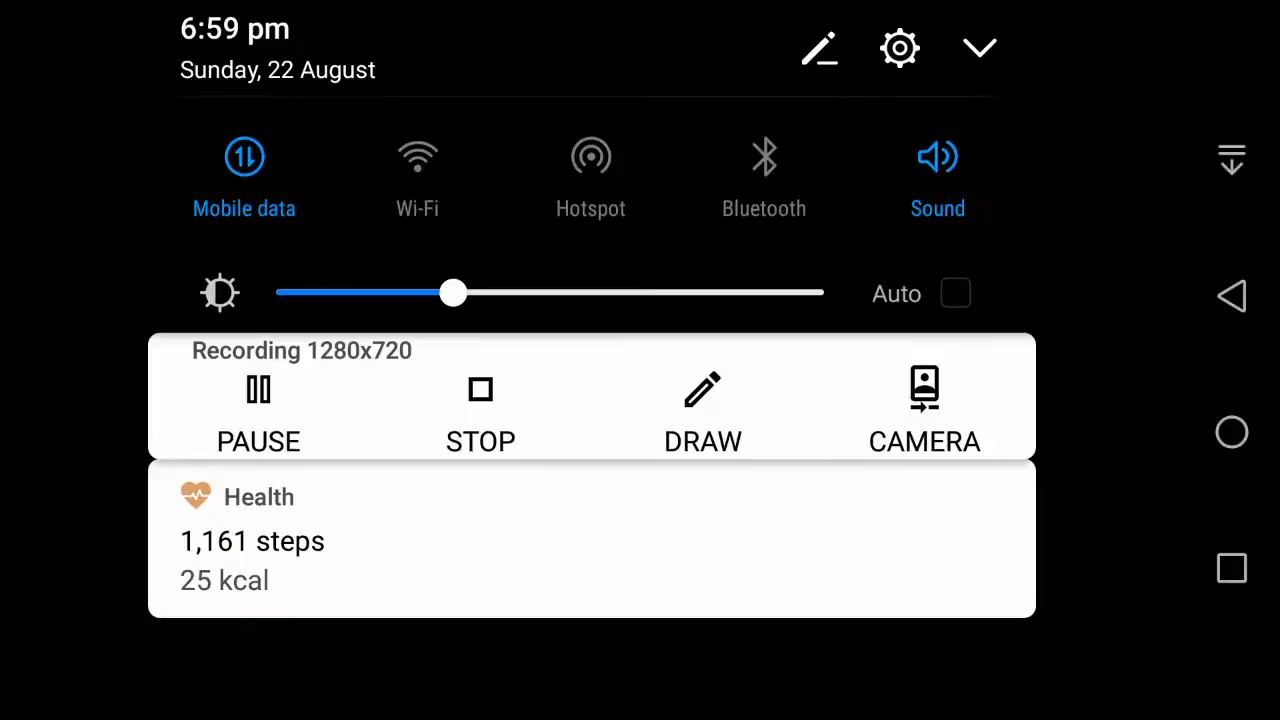 6:59 pm
Sunday, 22 August
Mobile data Wi-Fi Hotspot Bluetooth Sound
Auto
Recording 1280x720
PAUSE STOP DRAW CAMERA
Health
1,161 steps
25 kcal